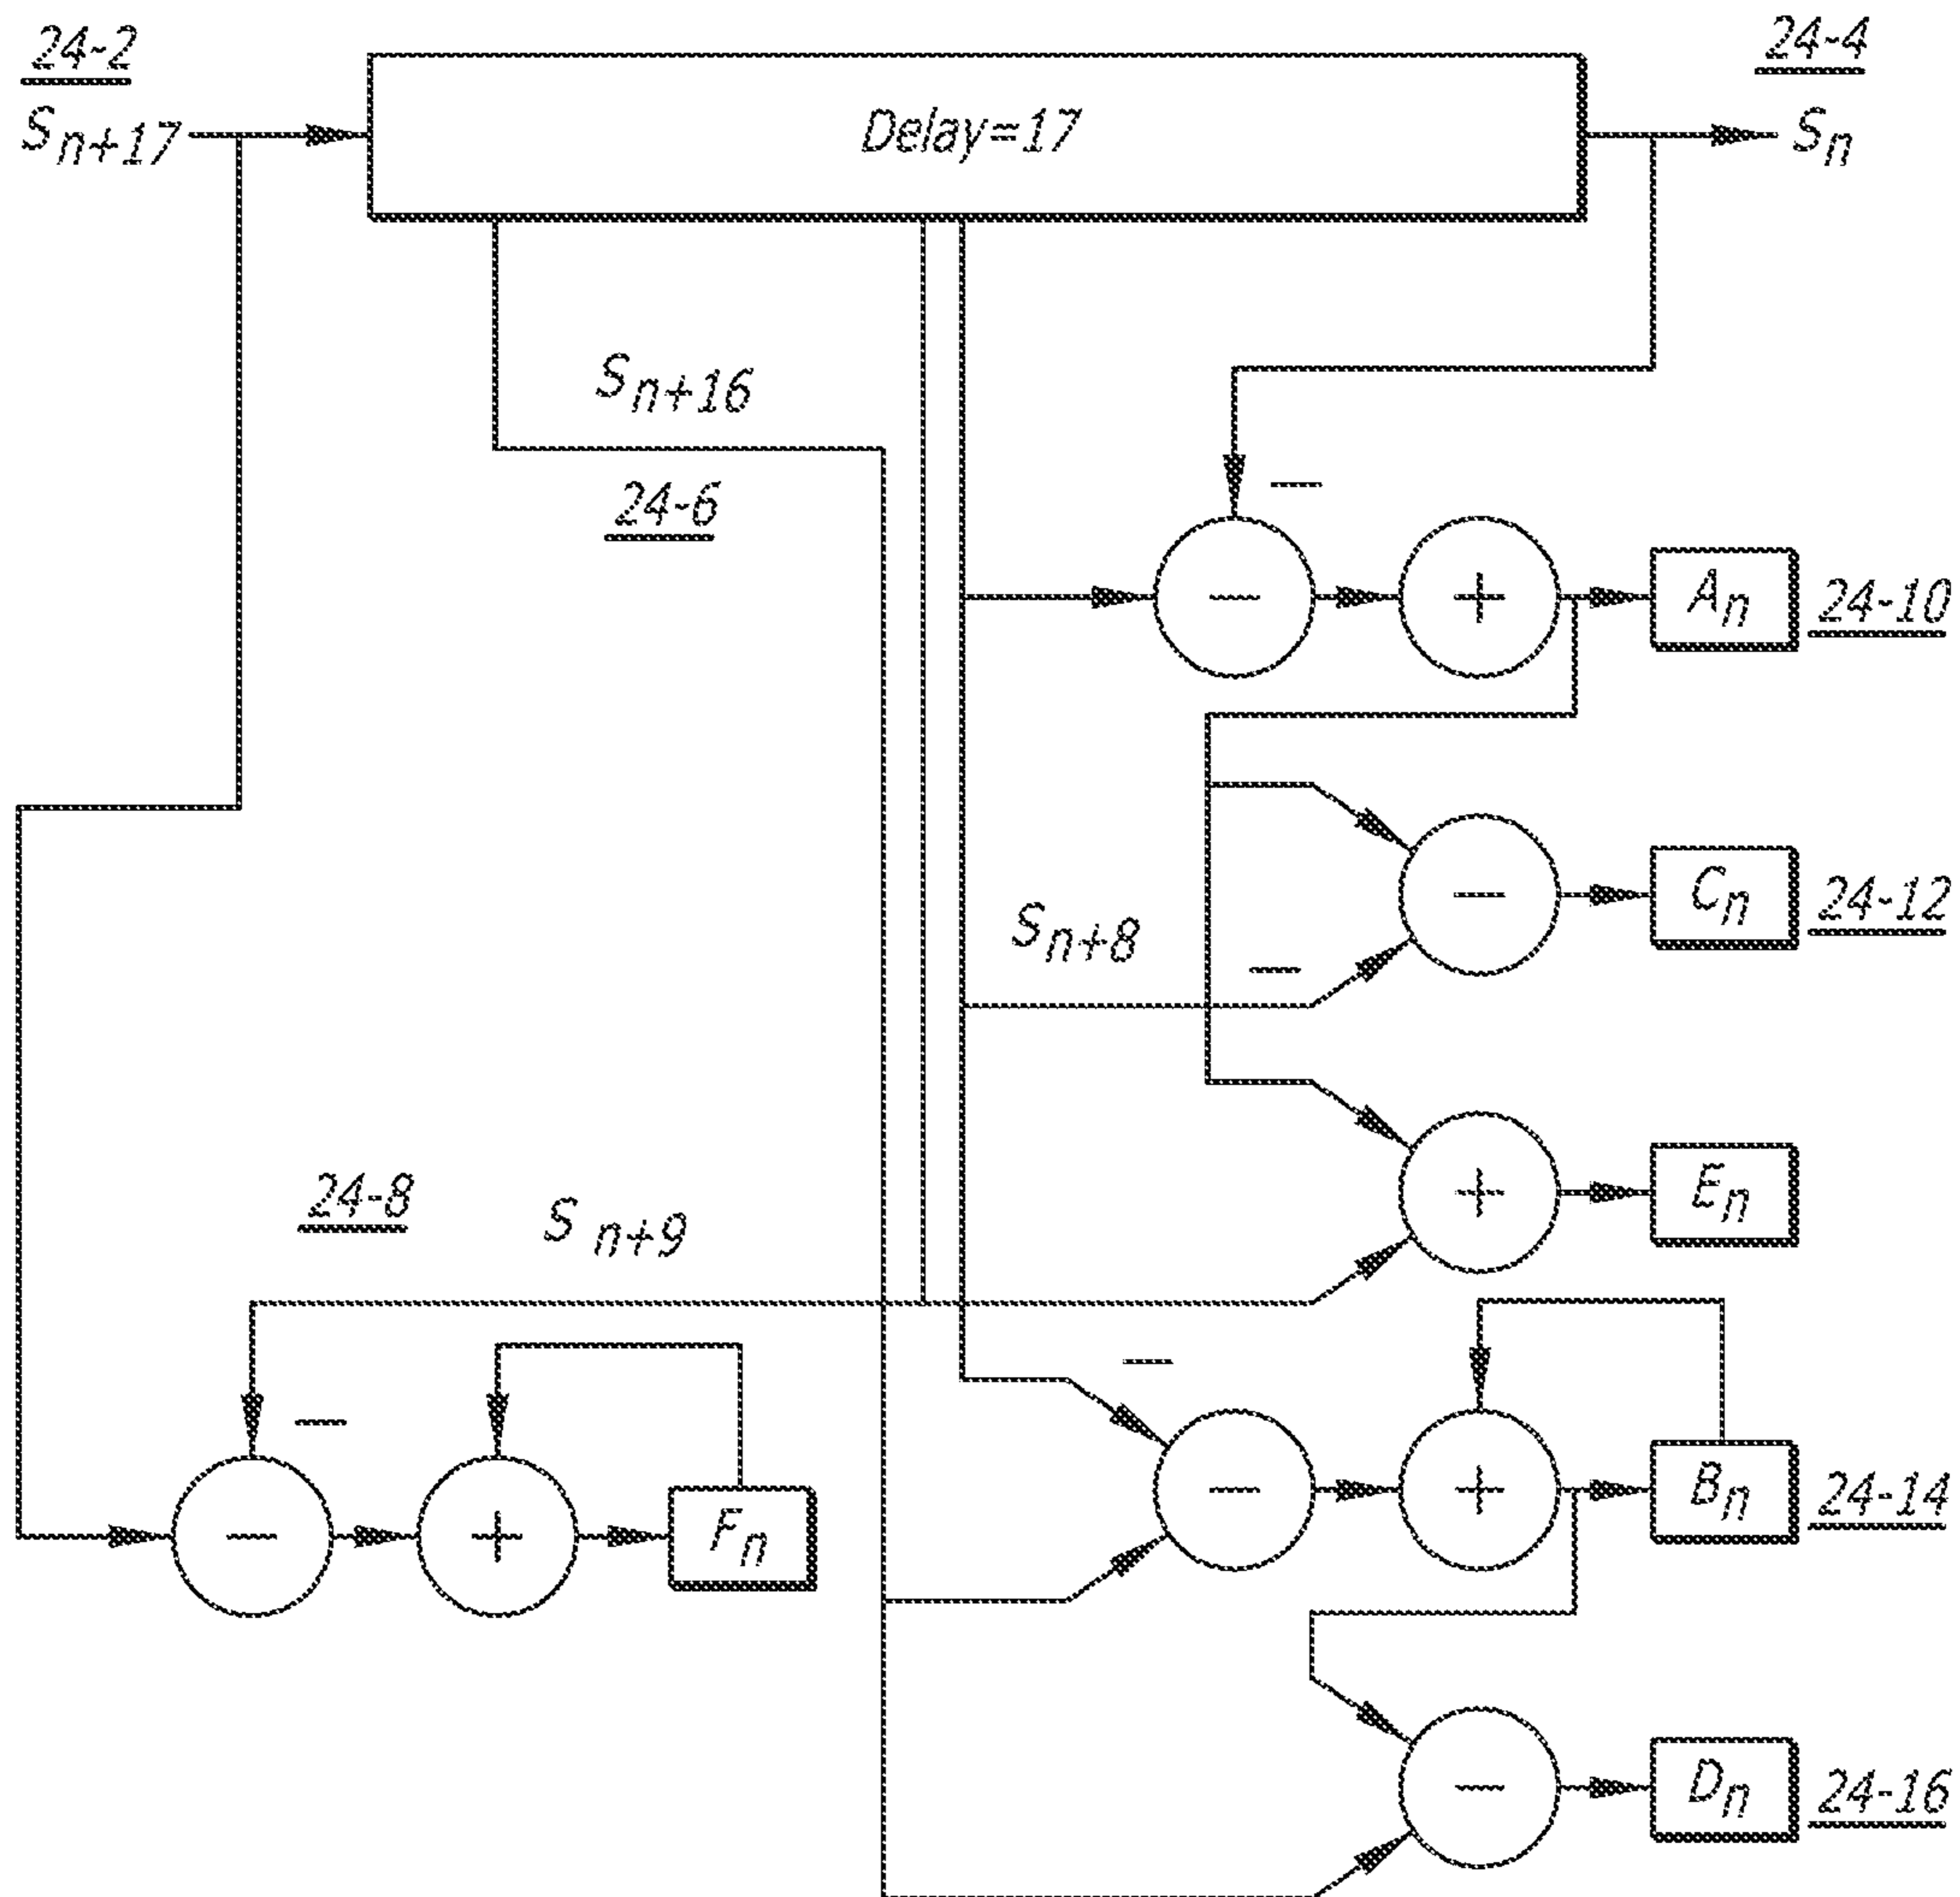 24-2
24-4
Sn+17
Delay=17
Sn
Sn+16
24-6
−
−
+
An
24-10
−
Cn
24-12
Sn+8
−
+
En
24-8
Sn+9
−
−
−
+
Fn
−
+
Bn
24-14
−
Dn
24-16